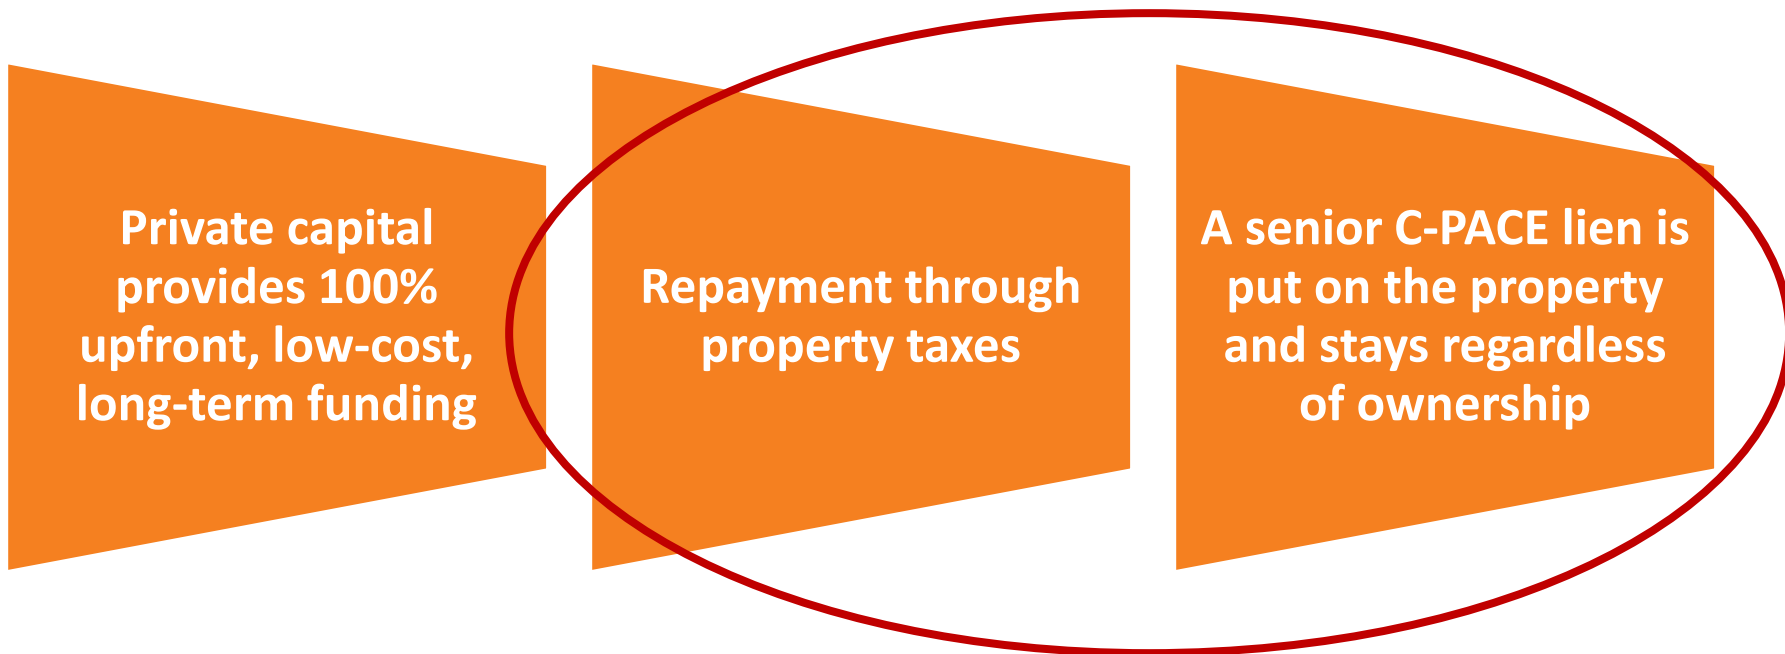 Private capital
provides 100%
upfront, low-cost,
long-term funding
Repayment through
property taxes
A senior C-PACE lien is
put on the property
and stays regardless
of ownership